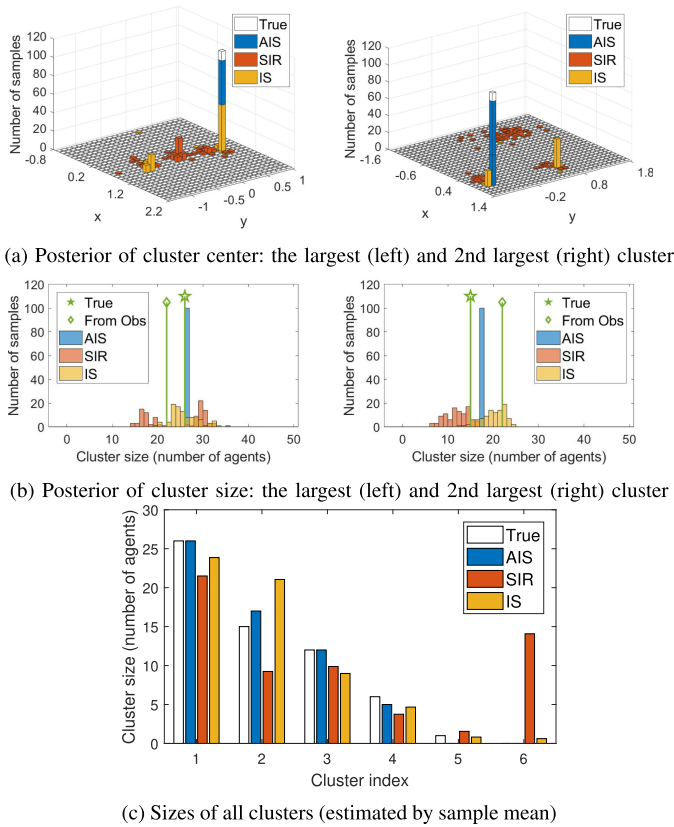 Number of samples
120
100
80
60
40
20
0
-0.8
0.2
1.2
2.2
x
-1
-0.5
0
0.5
1
y
True
AIS
SIR
IS
Number of samples
120
100
80
60
40
20
0
-1.6
-0.6
0.4
1.4
x
-0.2
0.8
1.8
y
True
AIS
SIR
IS
(a) Posterior of cluster center: the largest (left) and 2nd largest (right) cluster
Number of samples
120
100
80
60
40
20
0
True
From Obs
AIS
SIR
IS
0 10 20 30 40 50
Cluster size (number of agents)
Number of samples
120
100
80
60
40
20
0
True
From Obs
AIS
SIR
IS
0 10 20 30 40 50
Cluster size (number of agents)
(b) Posterior of cluster size: the largest (left) and 2nd largest (right) cluster
Cluster size (number of agents)
30
25
20
15
10
5
0
True
AIS
SIR
IS
1 2 3 4 5 6
Cluster index
(c) Sizes of all clusters (estimated by sample mean)